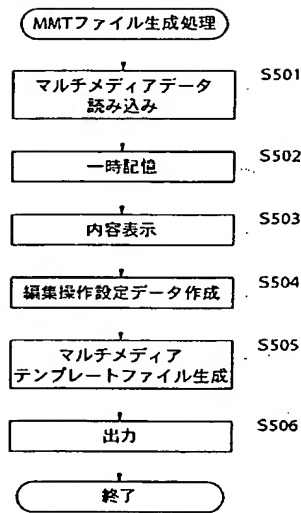 MMTファイル生成処理
マルチメディアデータ
読み込み
S501
一時記憶
S502
内容表示
S503
編集操作設定データ作成
S504
マルチメディア
テンプレートファイル生成
S505
出力
S506
終了